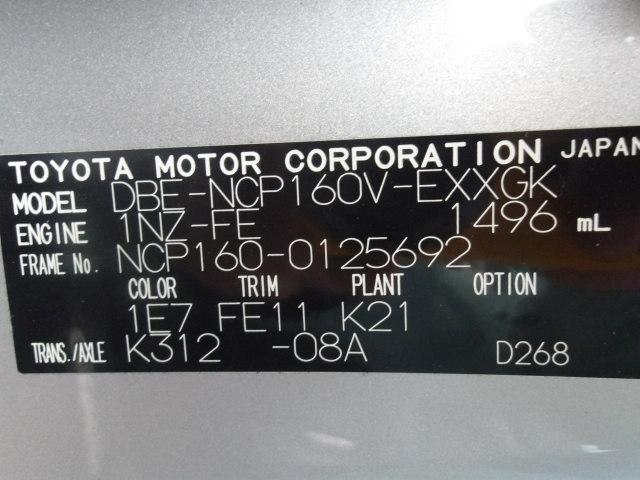 TOYOTA MOTOR CORPORATION JAPAN
MODEL DBE-NCP160V-EXXGK
ENGINE 1NZ-FE 1496 mL
FRAME No. NCP160-0125692
COLOR TRIM PLANT OPTION
1E7 FE11 K21
TRANS./AXLE K312 -08A D268